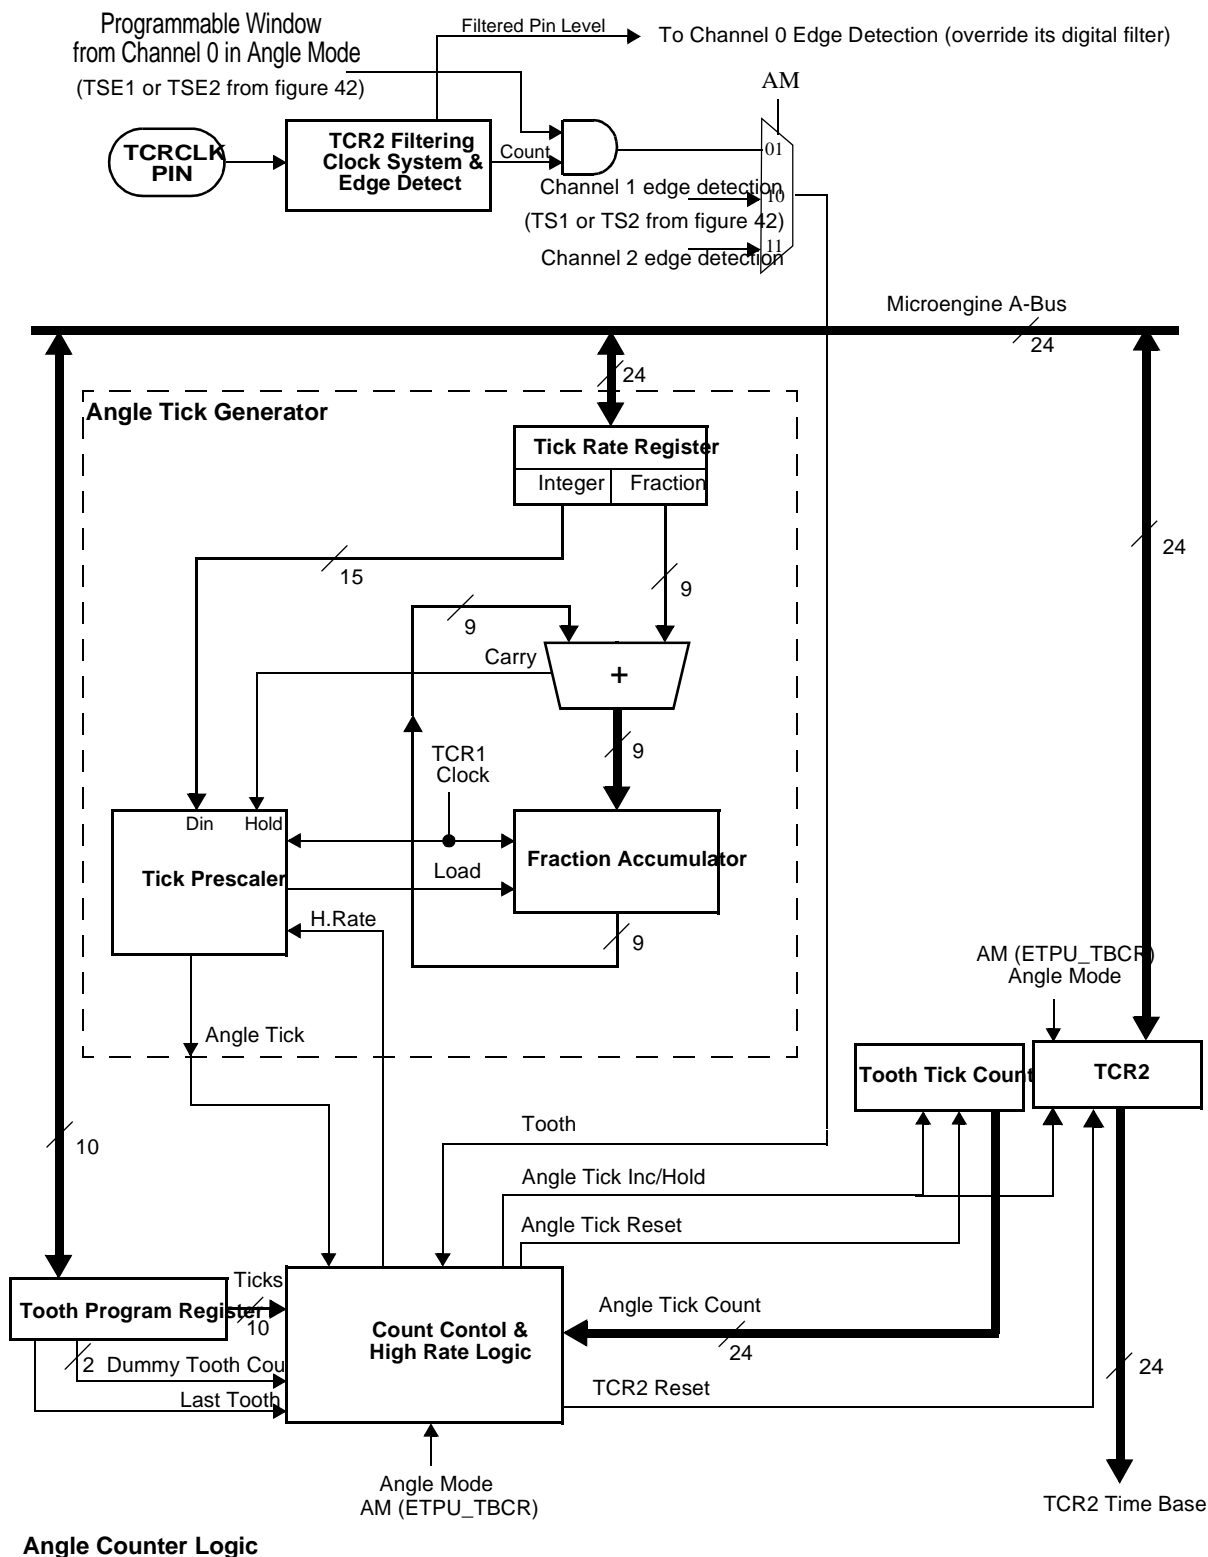 Programmable Window
from Channel 0 in Angle Mode
(TSE1 or TSE2 from figure 42)
Filtered Pin Level
To Channel 0 Edge Detection (override its digital filter)
AM
TCRCLK
PIN
TCR2 Filtering
Clock System &
Edge Detect
Count
01
Channel 1 edge detection
10
(TS1 or TS2 from figure 42)
11
Channel 2 edge detection
Microengine A-Bus
24
24
Angle Tick Generator
Tick Rate Register
Integer
Fraction
24
15
9
9
Carry
+
9
TCR1
Clock
Din
Hold
Tick Prescaler
Load
Fraction Accumulator
H.Rate
9
AM (ETPU_TBCR)
Angle Mode
Angle Tick
Tooth Tick Count
TCR2
Tooth
10
Angle Tick Inc/Hold
Angle Tick Reset
Ticks
Tooth Program Register
10
Angle Tick Count
Count Contol &
High Rate Logic
24
2
Dummy Tooth Cou
24
TCR2 Reset
Last Tooth
Angle Mode
AM (ETPU_TBCR)
TCR2 Time Base
Angle Counter Logic